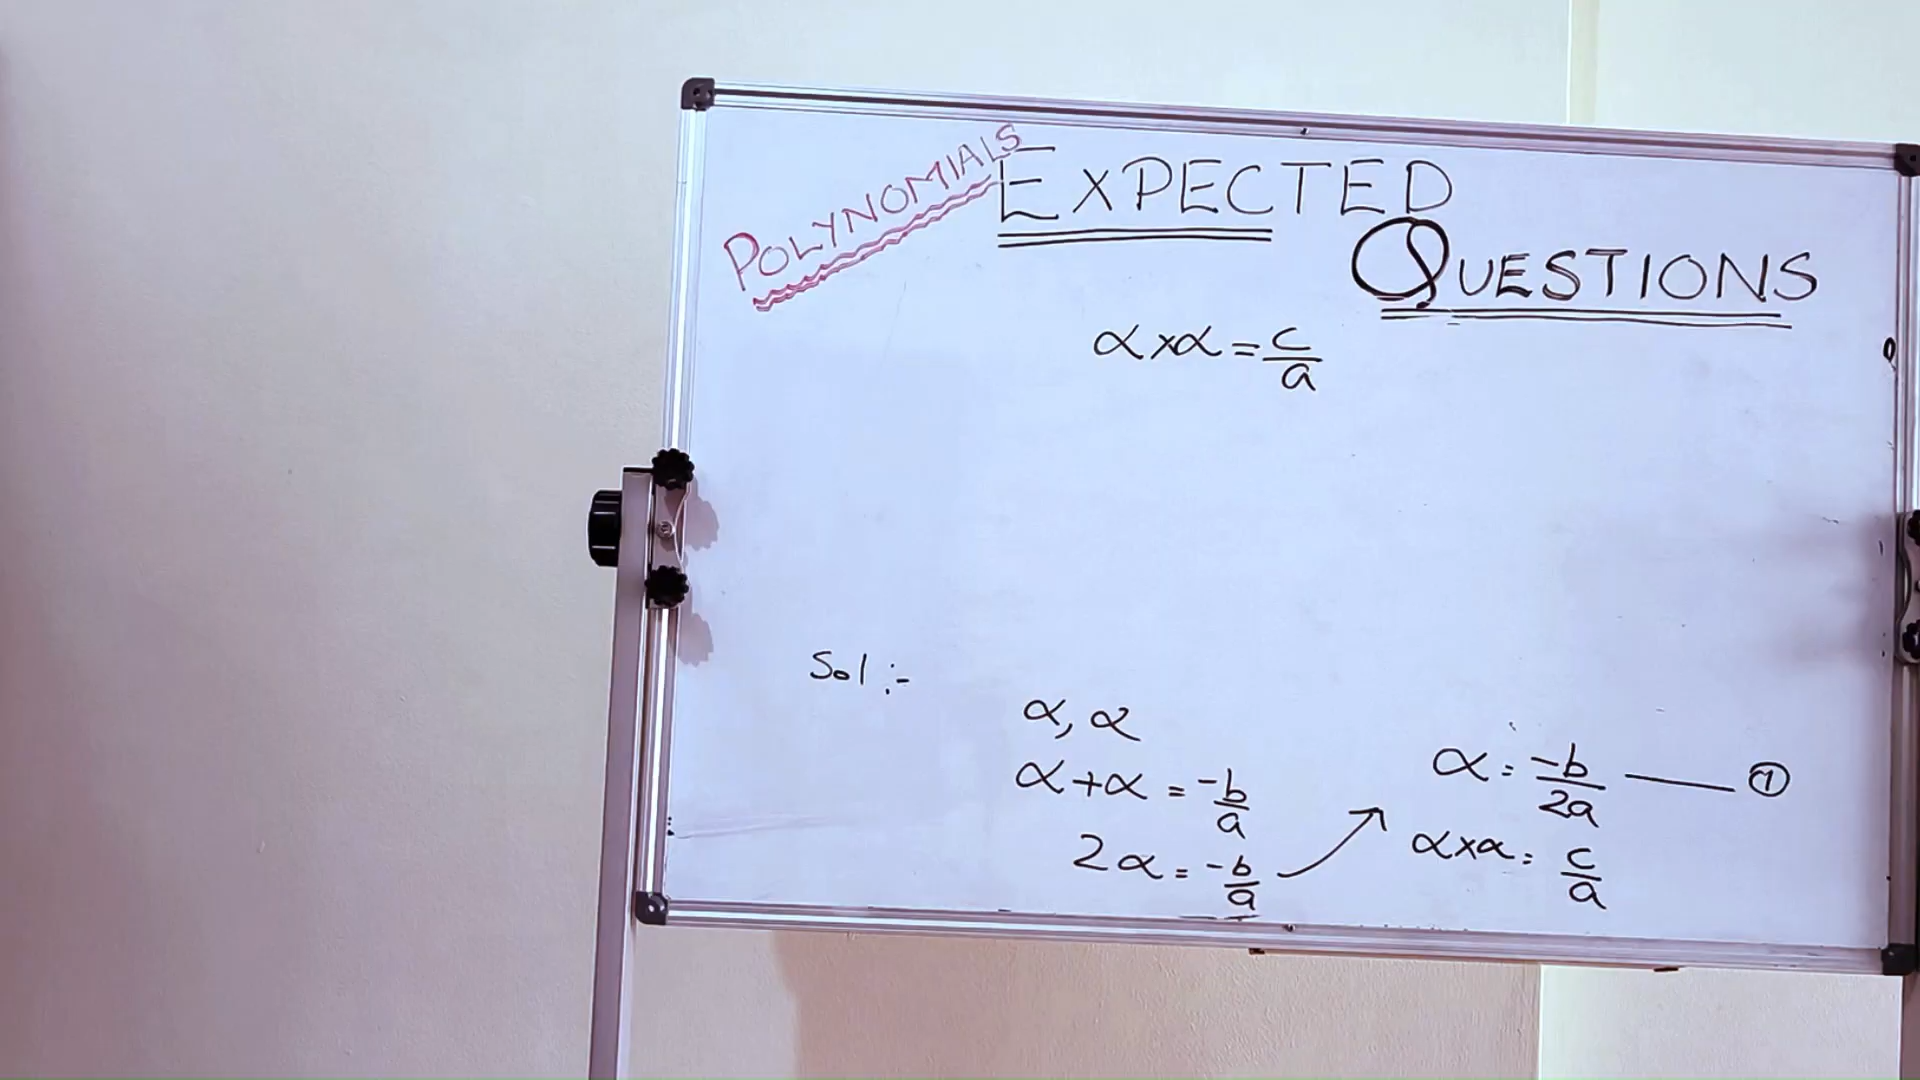 POLYNOMIALS
EXPECTED
QUESTIONS
α×α = c/a
Sol :-
α, α
α+α = -b/a
2α = -b/a
α = -b/2a —— ①
α×α = c/a